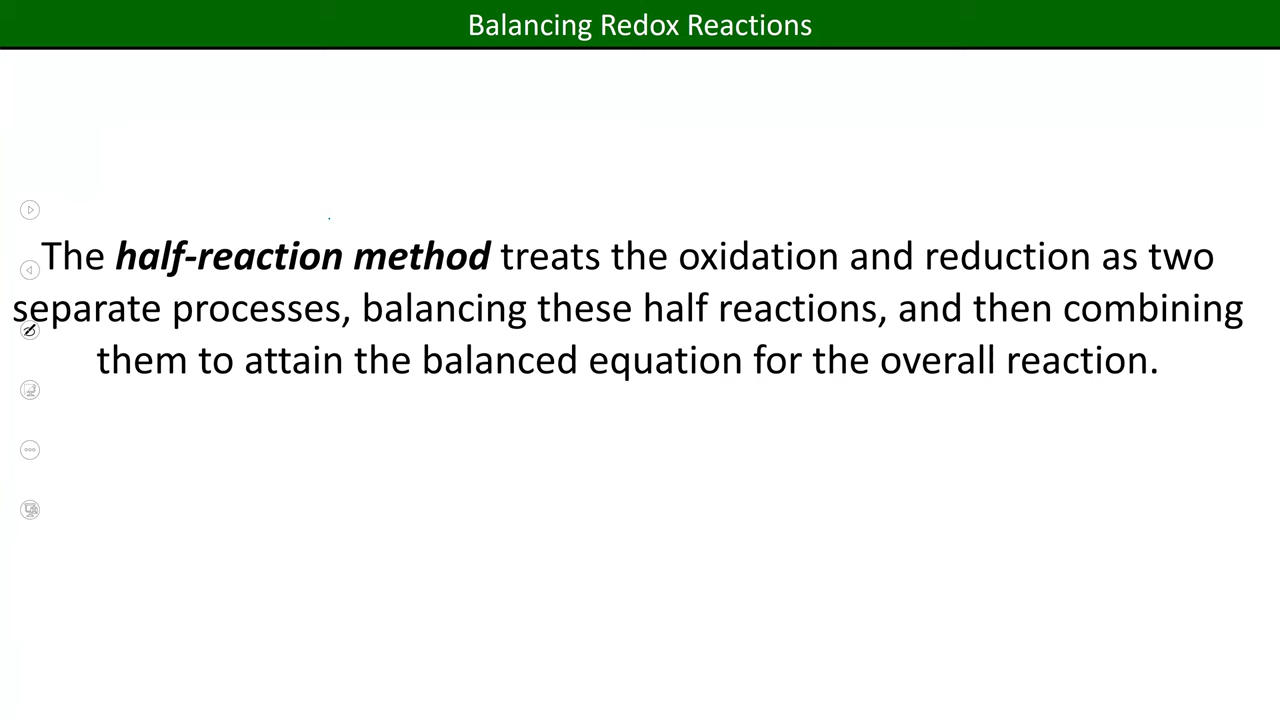 Balancing Redox Reactions
The half-reaction method treats the oxidation and reduction as two
separate processes, balancing these half reactions, and then combining
them to attain the balanced equation for the overall reaction.